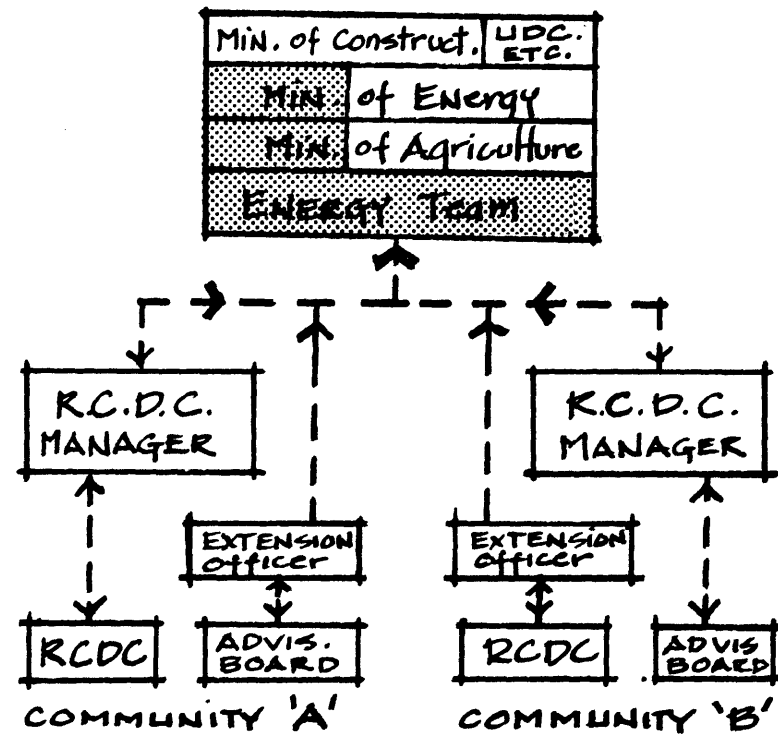 Min. of Construct. UDC. ETC.
Min. of Energy
Min. of Agriculture
ENERGY Team
R.C.D.C.
MANAGER
R.C.D.C.
MANAGER
EXTENSION
Officer
EXTENSION
Officer
RCDC
ADVIS.
BOARD
RCDC
ADVIS
BOARD
COMMUNITY 'A'
COMMUNITY 'B'